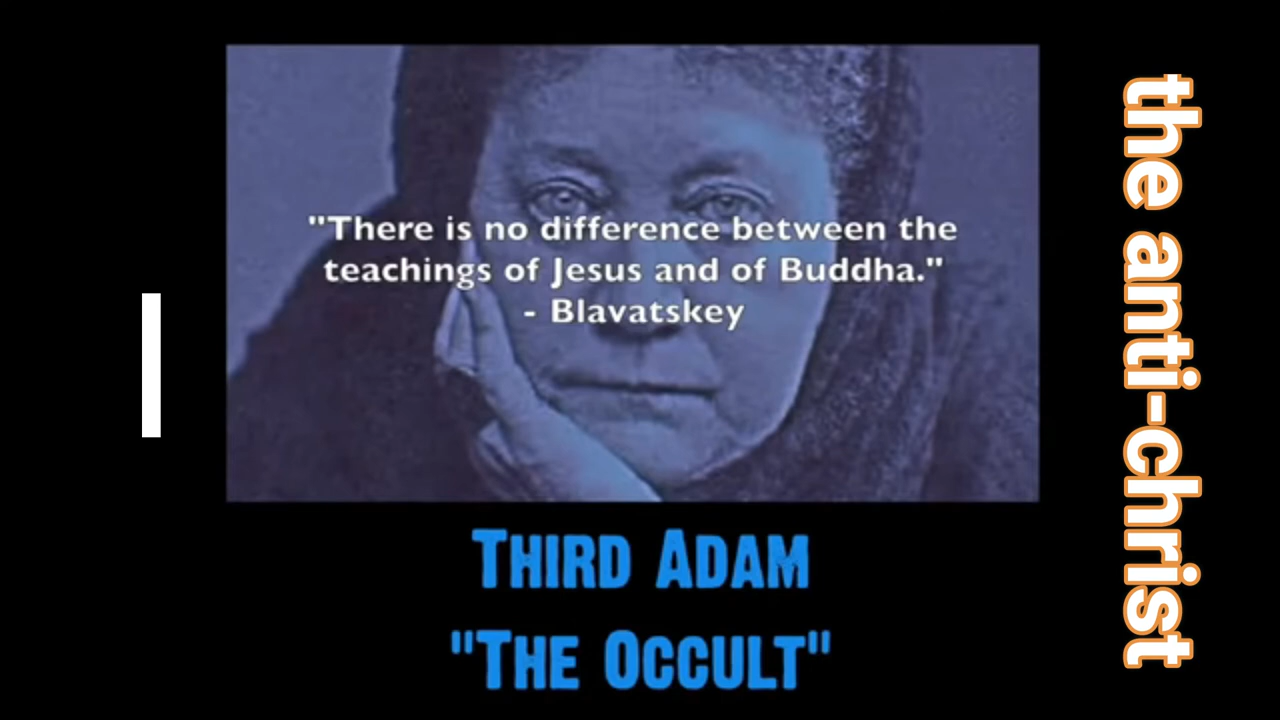 "There is no difference between the
teachings of Jesus and of Buddha."
- Blavatskey
THIRD ADAM
"THE OCCULT"
the anti-christ